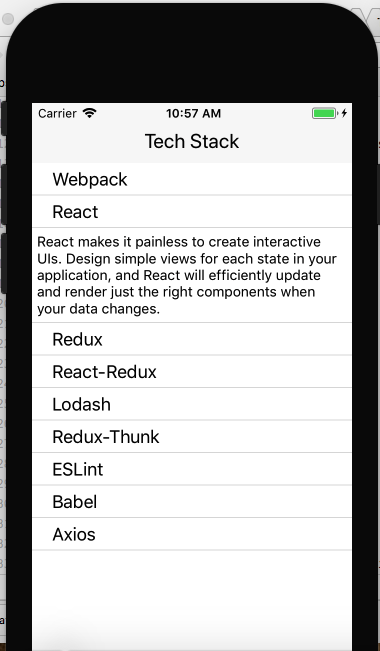 Carrier 10:57 AM
Tech Stack
Webpack
React
React makes it painless to create interactive
UIs. Design simple views for each state in your
application, and React will efficiently update
and render just the right components when
your data changes.
Redux
React-Redux
Lodash
Redux-Thunk
ESLint
Babel
Axios